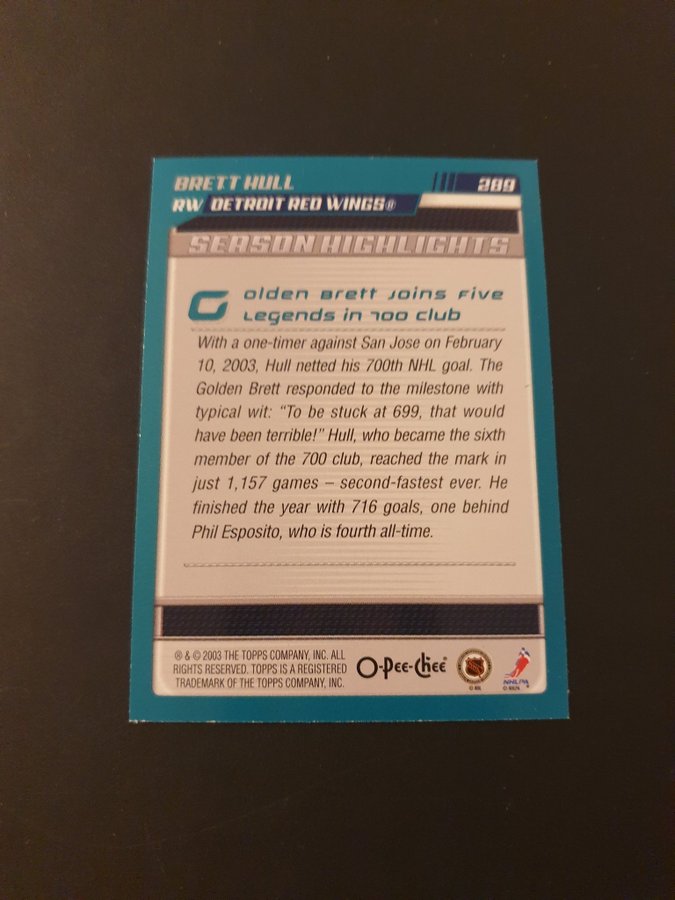 BRETT HULL 289
RW DETROIT RED WINGS®
SEASON HIGHLIGHTS
Golden Brett Joins Five
Legends in 700 Club
With a one-timer against San Jose on February
10, 2003, Hull netted his 700th NHL goal. The
Golden Brett responded to the milestone with
typical wit: “To be stuck at 699, that would
have been terrible!” Hull, who became the sixth
member of the 700 club, reached the mark in
just 1,157 games – second-fastest ever. He
finished the year with 716 goals, one behind
Phil Esposito, who is fourth all-time.
® & © 2003 THE TOPPS COMPANY, INC. ALL
RIGHTS RESERVED. TOPPS IS A REGISTERED
TRADEMARK OF THE TOPPS COMPANY, INC.
O-Pee-Chee®
NHL
© NHL
NHLPA